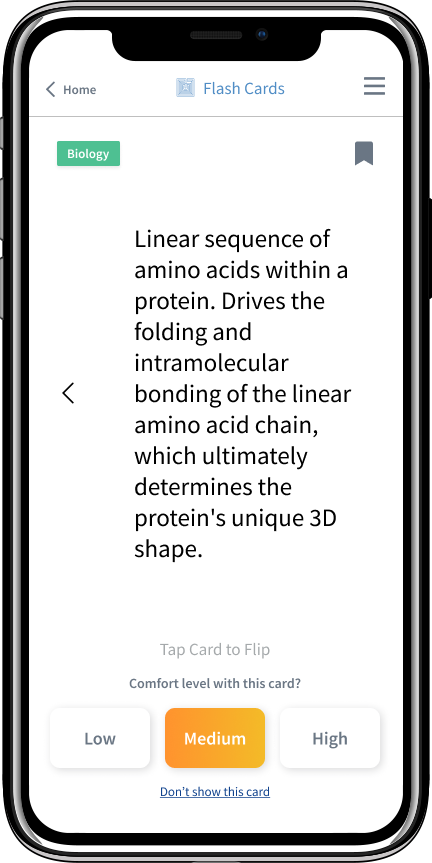 Home
Flash Cards
Biology
Linear sequence of
amino acids within a
protein. Drives the
folding and
intramolecular
bonding of the linear
amino acid chain,
which ultimately
determines the
protein's unique 3D
shape.
Tap Card to Flip
Comfort level with this card?
Low
Medium
High
Don’t show this card